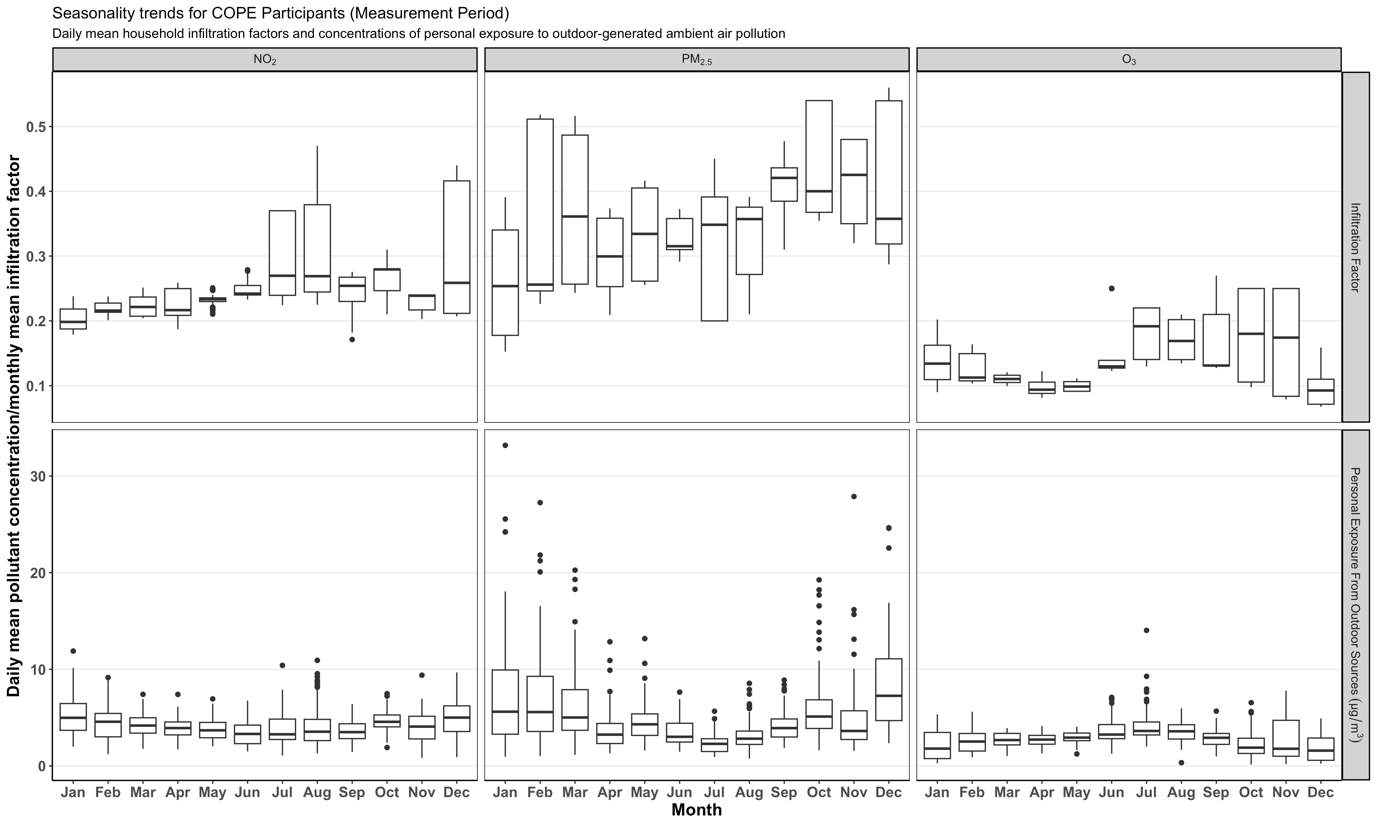 Seasonality trends for COPE Participants (Measurement Period)
Daily mean household infiltration factors and concentrations of personal exposure to outdoor-generated ambient air pollution
NO₂ PM₂.₅ O₃
Daily mean pollutant concentration/monthly mean infiltration factor
0.5
0.4
0.3
0.2
0.1
Infiltration Factor
30
20
10
0
Personal Exposure From Outdoor Sources (μg/m³)
Jan Feb Mar Apr May Jun Jul Aug Sep Oct Nov Dec Jan Feb Mar Apr May Jun Jul Aug Sep Oct Nov Dec Jan Feb Mar Apr May Jun Jul Aug Sep Oct Nov Dec
Month